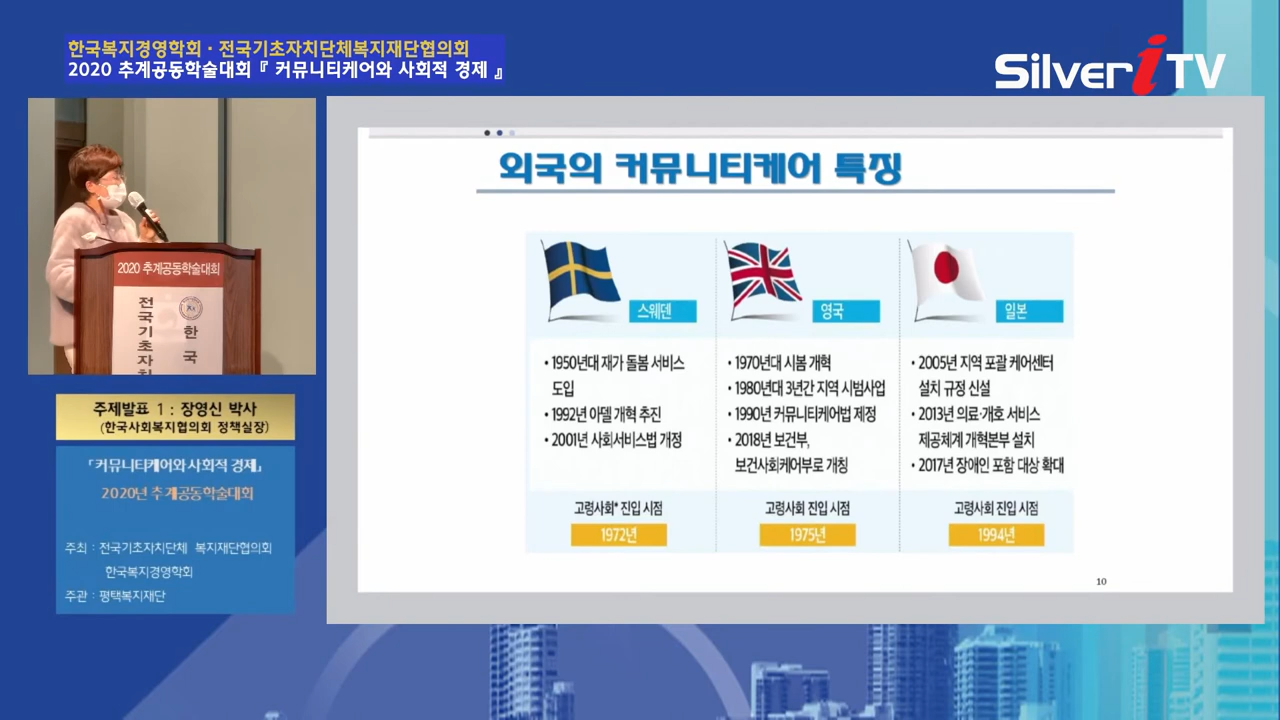 한국복지경영학회 · 전국기초자치단체복지재단협의회
2020 추계공동학술대회 『 커뮤니티케어와 사회적 경제 』
Silver i TV
2020 추계공동학술대회
전국기초자치
한국
주제발표 1 : 장영신 박사
(한국사회복지협의회 정책실장)
「커뮤니티케어와 사회적 경제」
2020년 추계공동학술대회
주최 : 전국기초자치단체 복지재단협의회
한국복지경영학회
주관 : 평택복지재단
외국의 커뮤니티케어 특징
스웨덴
• 1950년대 재가 돌봄 서비스
도입
• 1992년 아델 개혁 추진
• 2001년 사회서비스법 개정
고령사회* 진입 시점
1972년
영국
• 1970년대 시봄 개혁
• 1980년대 3년간 지역 시범사업
• 1990년 커뮤니티케어법 제정
• 2018년 보건부,
보건사회케어부로 개칭
고령사회 진입 시점
1975년
일본
• 2005년 지역 포괄 케어센터
설치 규정 신설
• 2013년 의료·개호 서비스
제공체계 개혁본부 설치
• 2017년 장애인 포함 대상 확대
고령사회 진입 시점
1994년
10